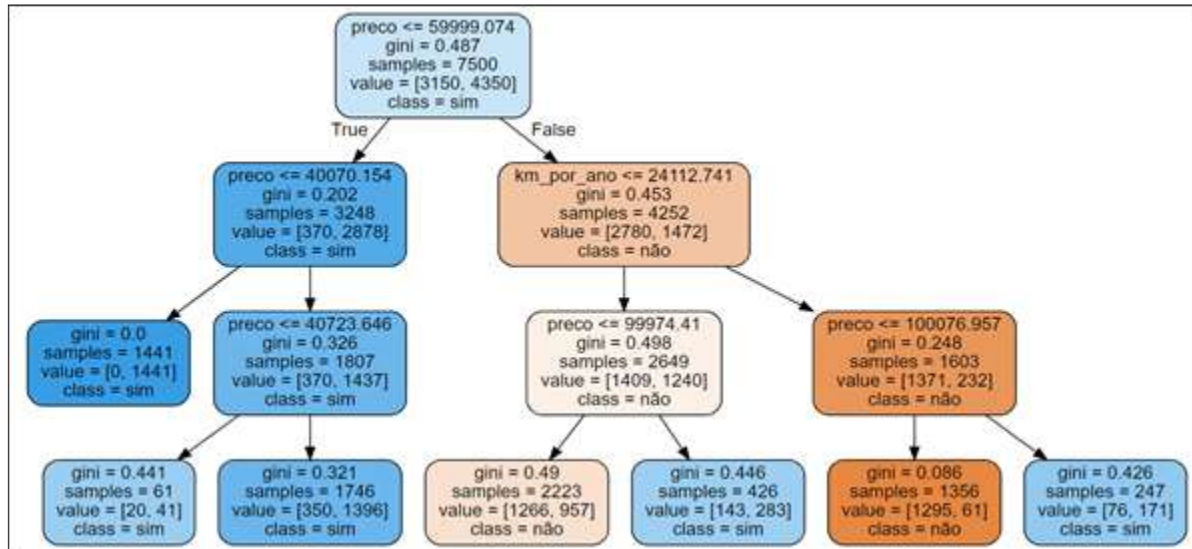 preco <= 59999.074
gini = 0.487
samples = 7500
value = [3150, 4350]
class = sim
True
False
preco <= 40070.154
gini = 0.202
samples = 3248
value = [370, 2878]
class = sim
km_por_ano <= 24112.741
gini = 0.453
samples = 4252
value = [2780, 1472]
class = não
gini = 0.0
samples = 1441
value = [0, 1441]
class = sim
preco <= 40723.646
gini = 0.326
samples = 1807
value = [370, 1437]
class = sim
preco <= 99974.41
gini = 0.498
samples = 2649
value = [1409, 1240]
class = não
preco <= 100076.957
gini = 0.248
samples = 1603
value = [1371, 232]
class = não
gini = 0.441
samples = 61
value = [20, 41]
class = sim
gini = 0.321
samples = 1746
value = [350, 1396]
class = sim
gini = 0.49
samples = 2223
value = [1266, 957]
class = não
gini = 0.446
samples = 426
value = [143, 283]
class = sim
gini = 0.086
samples = 1356
value = [1295, 61]
class = não
gini = 0.426
samples = 247
value = [76, 171]
class = sim